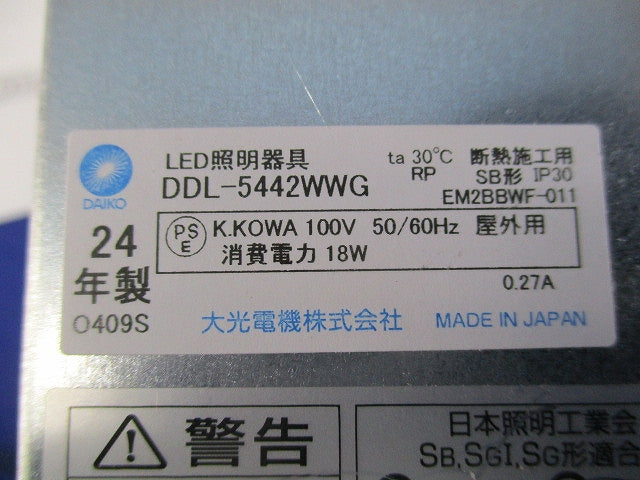 LED照明器具
DDL-5442WWG
ta 30℃ 断熱施工用
RP SB形 IP30
EM2BBWF-011
DAIKO
24
年製
O409S
PSE K.KOWA 100V 50/60Hz 屋外用
消費電力 18W
0.27A
大光電機株式会社 MADE IN JAPAN
警告
日本照明工業会
SB,SGI,SG形適合